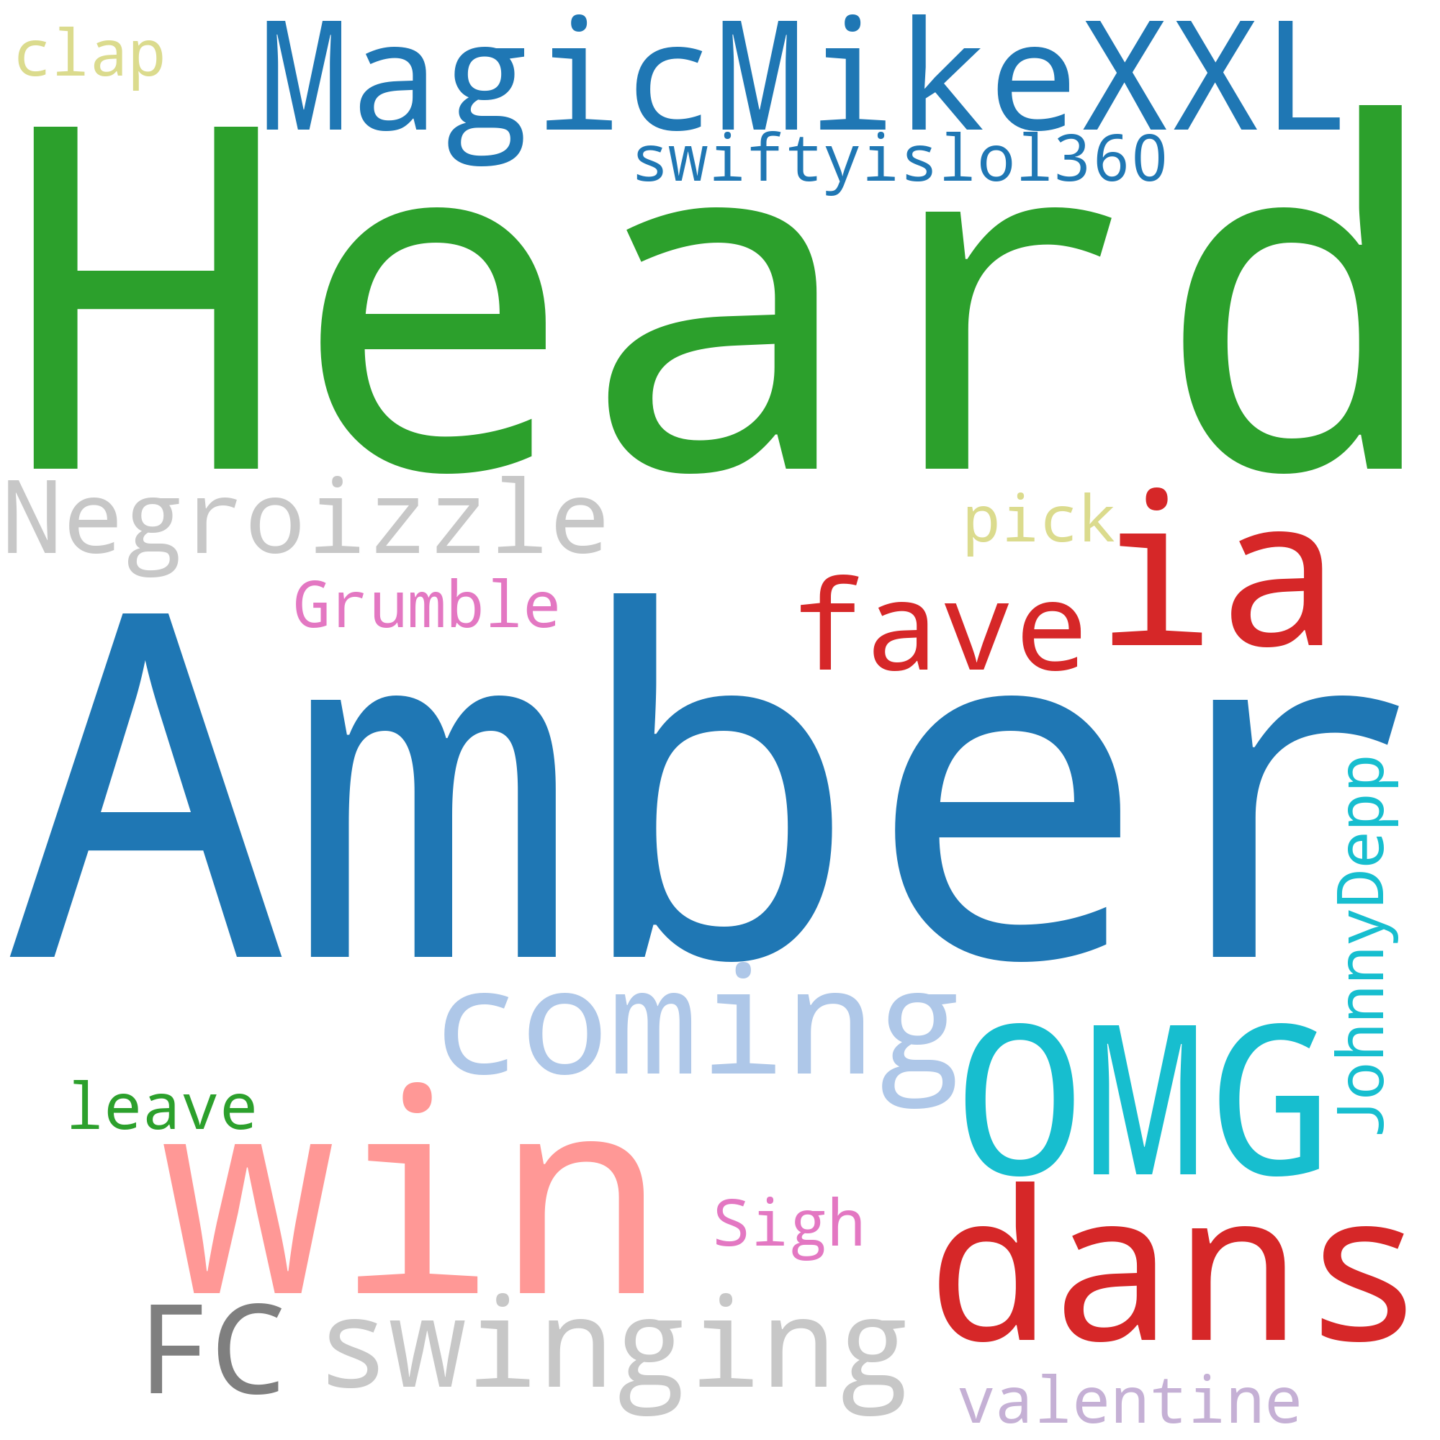 clap
MagicMikeXXL
swiftyislol360
Heard
Negroizzle
pick
ia
Grumble
fave
Amber
JohnnyDepp
coming
OMG
leave
win
Sigh
dans
FC
swinging
valentine